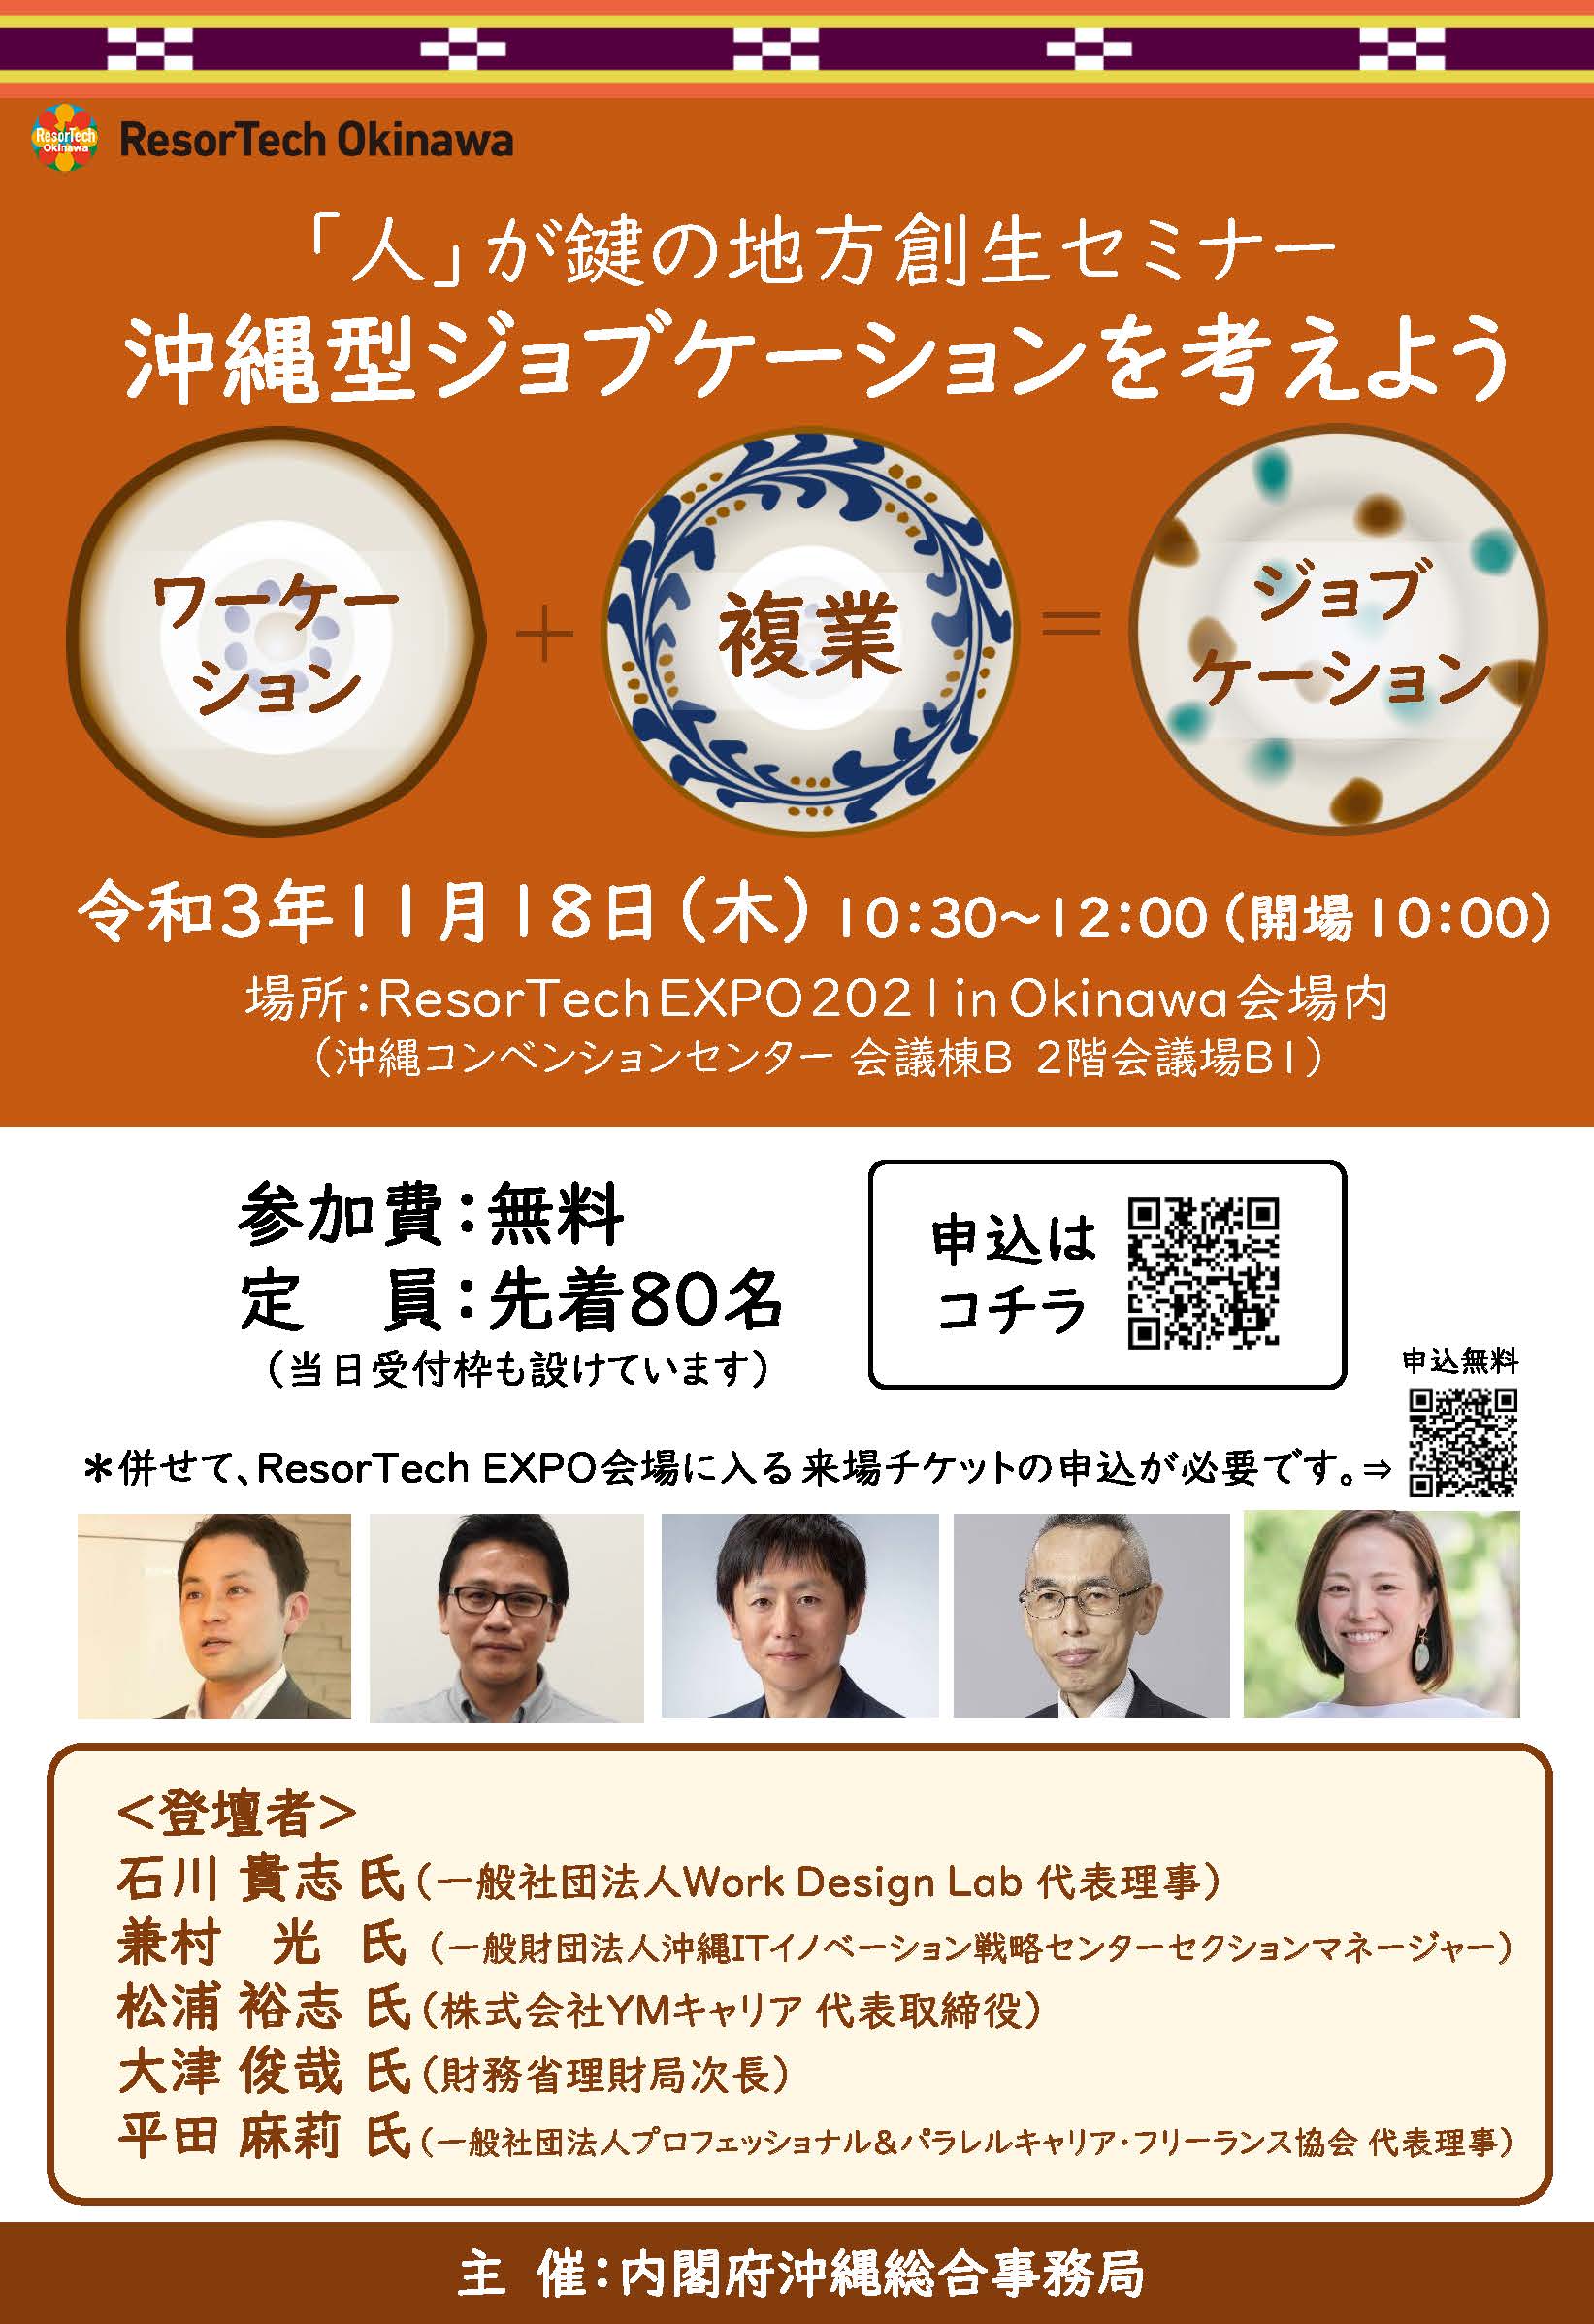 ResorTech
Okinawa
ResorTech Okinawa
「人」が鍵の地方創生セミナー
沖縄型ジョブケーションを考えよう
ワーケー
ション
+
複業
=
ジョブ
ケーション
令和3年11月18日（木）10:30～12:00（開場10:00）
場所：ResorTech EXPO 2021 in Okinawa 会場内
（沖縄コンベンションセンター 会議棟B 2階会議場B1）
参加費：無料
定　員：先着80名
（当日受付枠も設けています）
申込は
コチラ
申込無料
＊併せて、ResorTech EXPO会場に入る来場チケットの申込が必要です。⇒
＜登壇者＞
石川 貴志 氏（一般社団法人Work Design Lab 代表理事）
兼村　光　氏（一般財団法人沖縄ITイノベーション戦略センターセクションマネージャー）
松浦 裕志 氏（株式会社YMキャリア 代表取締役）
大津 俊哉 氏（財務省理財局次長）
平田 麻莉 氏（一般社団法人プロフェッショナル＆パラレルキャリア・フリーランス協会 代表理事）
主 催：内閣府沖縄総合事務局